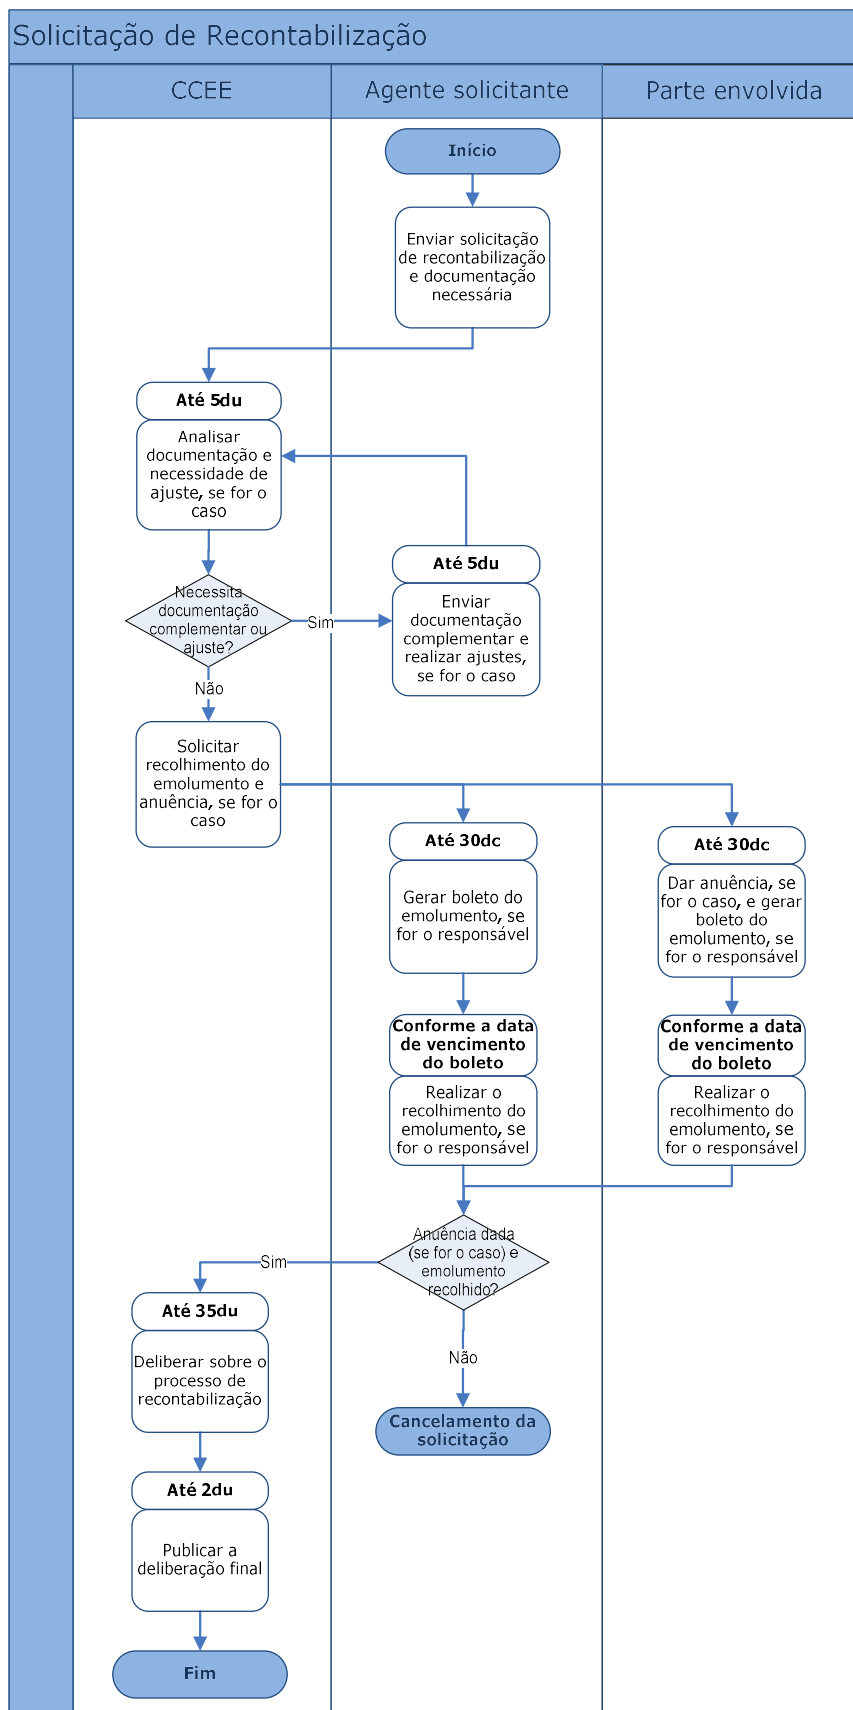 Solicitação de Recontabilização
CCEE
Agente solicitante
Parte envolvida
Início
Enviar solicitação
de recontabilização
e documentação
necessária
Até 5du
Analisar
documentação e
necessidade de
ajuste, se for o
caso
Até 5du
Enviar
documentação
complementar e
realizar ajustes,
se for o caso
Necessita
documentação
complementar ou
ajuste?
Sim
Não
Solicitar
recolhimento do
emolumento e
anuência, se for o
caso
Até 30dc
Gerar boleto do
emolumento, se
for o responsável
Até 30dc
Dar anuência, se
for o caso, e gerar
boleto do
emolumento, se
for o responsável
Conforme a data
de vencimento
do boleto
Realizar o
recolhimento do
emolumento, se
for o responsável
Conforme a data
de vencimento
do boleto
Realizar o
recolhimento do
emolumento, se
for o responsável
Anuência dada
(se for o caso) e
emolumento
recolhido?
Sim
Não
Até 35du
Deliberar sobre o
processo de
recontabilização
Cancelamento da
solicitação
Até 2du
Publicar a
deliberação final
Fim